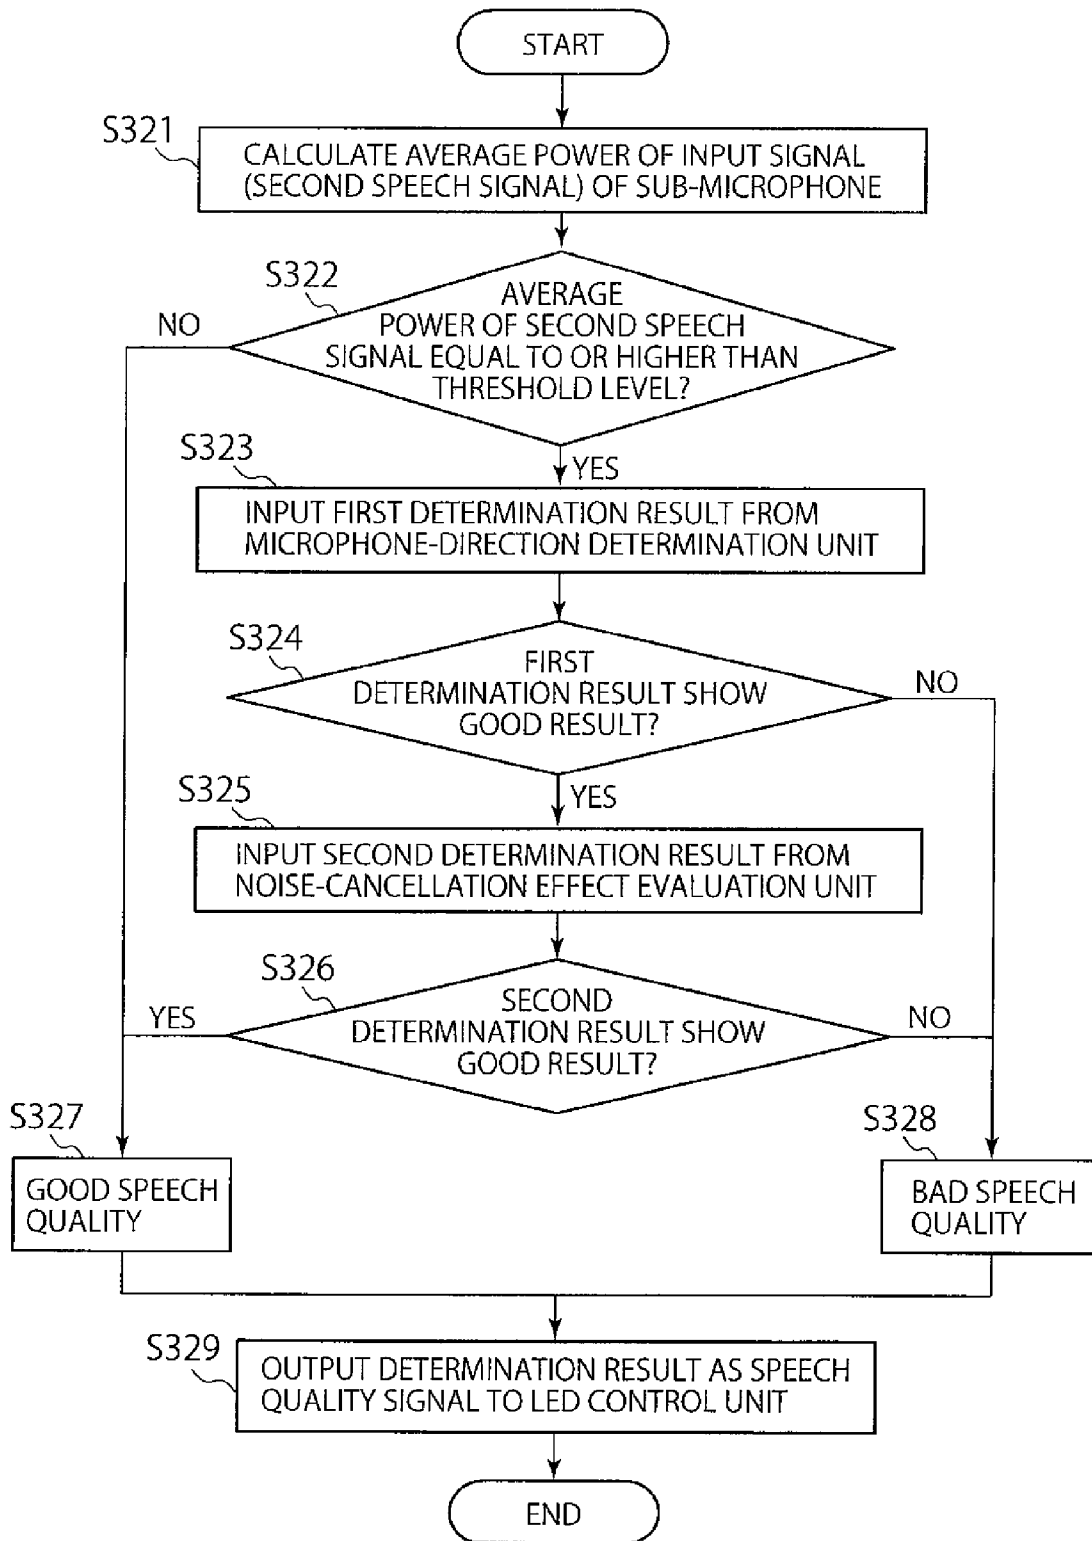 START
S321
CALCULATE AVERAGE POWER OF INPUT SIGNAL
(SECOND SPEECH SIGNAL) OF SUB-MICROPHONE
S322
AVERAGE
POWER OF SECOND SPEECH
SIGNAL EQUAL TO OR HIGHER THAN
THRESHOLD LEVEL?
NO
YES
S323
INPUT FIRST DETERMINATION RESULT FROM
MICROPHONE-DIRECTION DETERMINATION UNIT
S324
FIRST
DETERMINATION RESULT SHOW
GOOD RESULT?
NO
YES
S325
INPUT SECOND DETERMINATION RESULT FROM
NOISE-CANCELLATION EFFECT EVALUATION UNIT
S326
SECOND
DETERMINATION RESULT SHOW
GOOD RESULT?
YES
NO
S327
GOOD SPEECH
QUALITY
S328
BAD SPEECH
QUALITY
S329
OUTPUT DETERMINATION RESULT AS SPEECH
QUALITY SIGNAL TO LED CONTROL UNIT
END